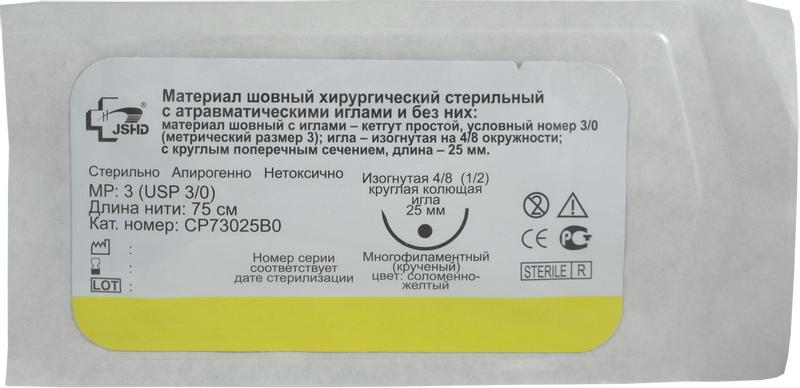 Материал шовный хирургический стерильный
с атравматическими иглами и без них:
материал шовный с иглами – кетгут простой, условный номер 3/0
(метрический размер 3); игла – изогнутая на 4/8 окружности;
с круглым поперечным сечением, длина – 25 мм.
JSHD ®
Стерильно Апирогенно Нетоксично
МР: 3 (USP 3/0)
Длина нити: 75 см
Кат. номер: CP73025B0
:
:
LOT :
Номер серии
соответствует
дате стерилизации
Изогнутая 4/8 (1/2)
круглая колющая
игла
25 мм
Многофиламентный
(крученый)
цвет: соломенно-
желтый
2
CE РСТ
STERILE R